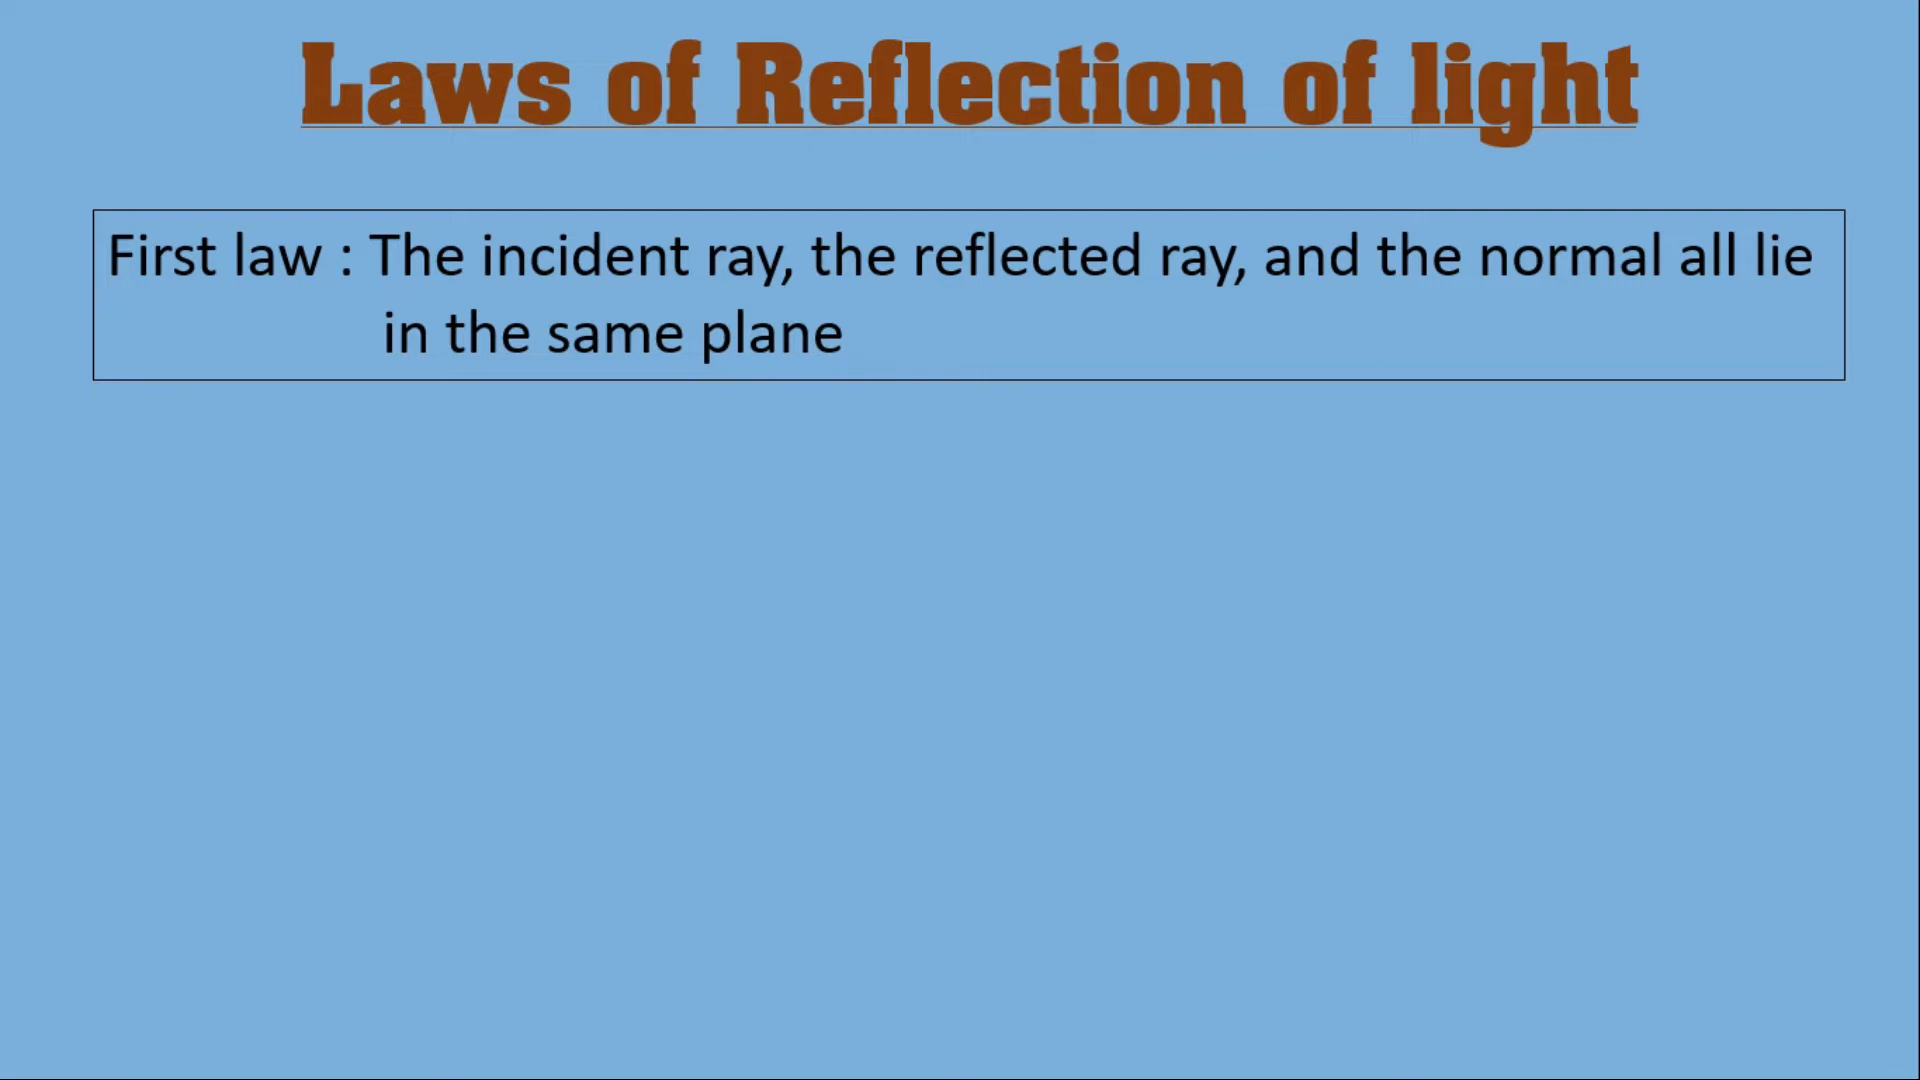 Laws of Reflection of light
First law : The incident ray, the reflected ray, and the normal all lie
in the same plane